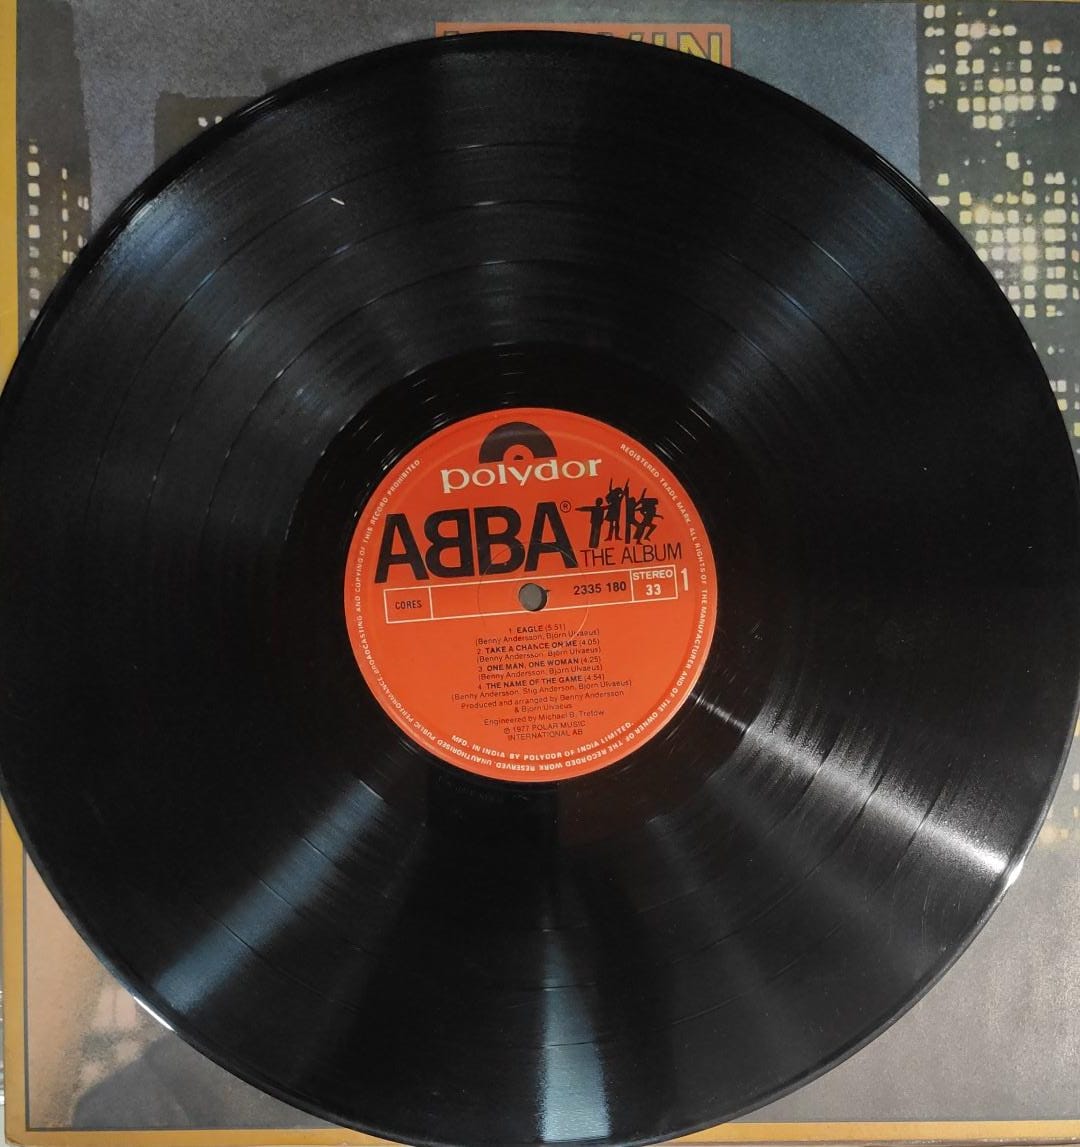 polydor
ABBA®
THE ALBUM
CORES
2335 180
STEREO
33
1
1. EAGLE (5:51)
(Benny Andersson, Björn Ulvaeus)
2. TAKE A CHANCE ON ME (4:05)
(Benny Andersson, Björn Ulvaeus)
3. ONE MAN, ONE WOMAN (4:25)
(Benny Andersson, Björn Ulvaeus)
4. THE NAME OF THE GAME (4:54)
(Benny Andersson, Stig Anderson, Björn Ulvaeus)
Produced and arranged by Benny Andersson
& Björn Ulvaeus
Engineered by Michael B. Tretow
℗ 1977 POLAR MUSIC
INTERNATIONAL AB
MFD. IN INDIA BY POLYDOR OF INDIA LIMITED.
REGISTERED TRADE MARK. ALL RIGHTS OF THE MANUFACTURER AND OF THE OWNER OF THE RECORDED WORK RESERVED. UNAUTHORISED PUBLIC PERFORMANCE, BROADCASTING AND COPYING OF THIS RECORD PROHIBITED